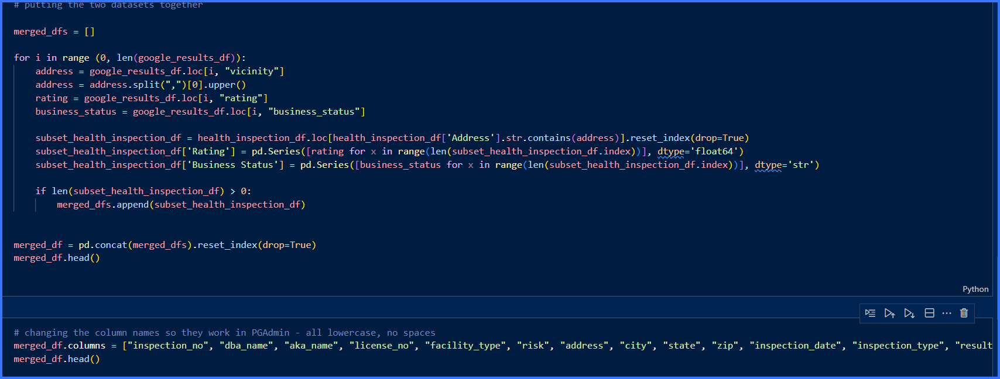 # putting the two datasets together
merged_dfs = []
for i in range (0, len(google_results_df)):
address = google_results_df.loc[i, "vicinity"]
address = address.split(",")[0].upper()
rating = google_results_df.loc[i, "rating"]
business_status = google_results_df.loc[i, "business_status"]
subset_health_inspection_df = health_inspection_df.loc[health_inspection_df['Address'].str.contains(address)].reset_index(drop=True)
subset_health_inspection_df['Rating'] = pd.Series([rating for x in range(len(subset_health_inspection_df.index))], dtype='float64')
subset_health_inspection_df['Business Status'] = pd.Series([business_status for x in range(len(subset_health_inspection_df.index))], dtype='str')
if len(subset_health_inspection_df) > 0:
merged_dfs.append(subset_health_inspection_df)
merged_df = pd.concat(merged_dfs).reset_index(drop=True)
merged_df.head()
Python
# changing the column names so they work in PGAdmin - all lowercase, no spaces
merged_df.columns = ["inspection_no", "dba_name", "aka_name", "license_no", "facility_type", "risk", "address", "city", "state", "zip", "inspection_date", "inspection_type", "result
merged_df.head()